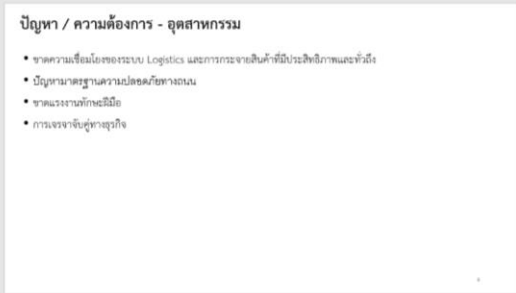 ปัญหา / ความต้องการ - อุตสาหกรรม
• ขาดความเชื่อมโยงของระบบ Logistics และการกระจายสินค้าที่มีประสิทธิภาพและทั่วถึง
• ปัญหามาตรฐานความปลอดภัยทางถนน
• ขาดแรงงานทักษะฝีมือ
• การเจรจาจับคู่ทางธุรกิจ